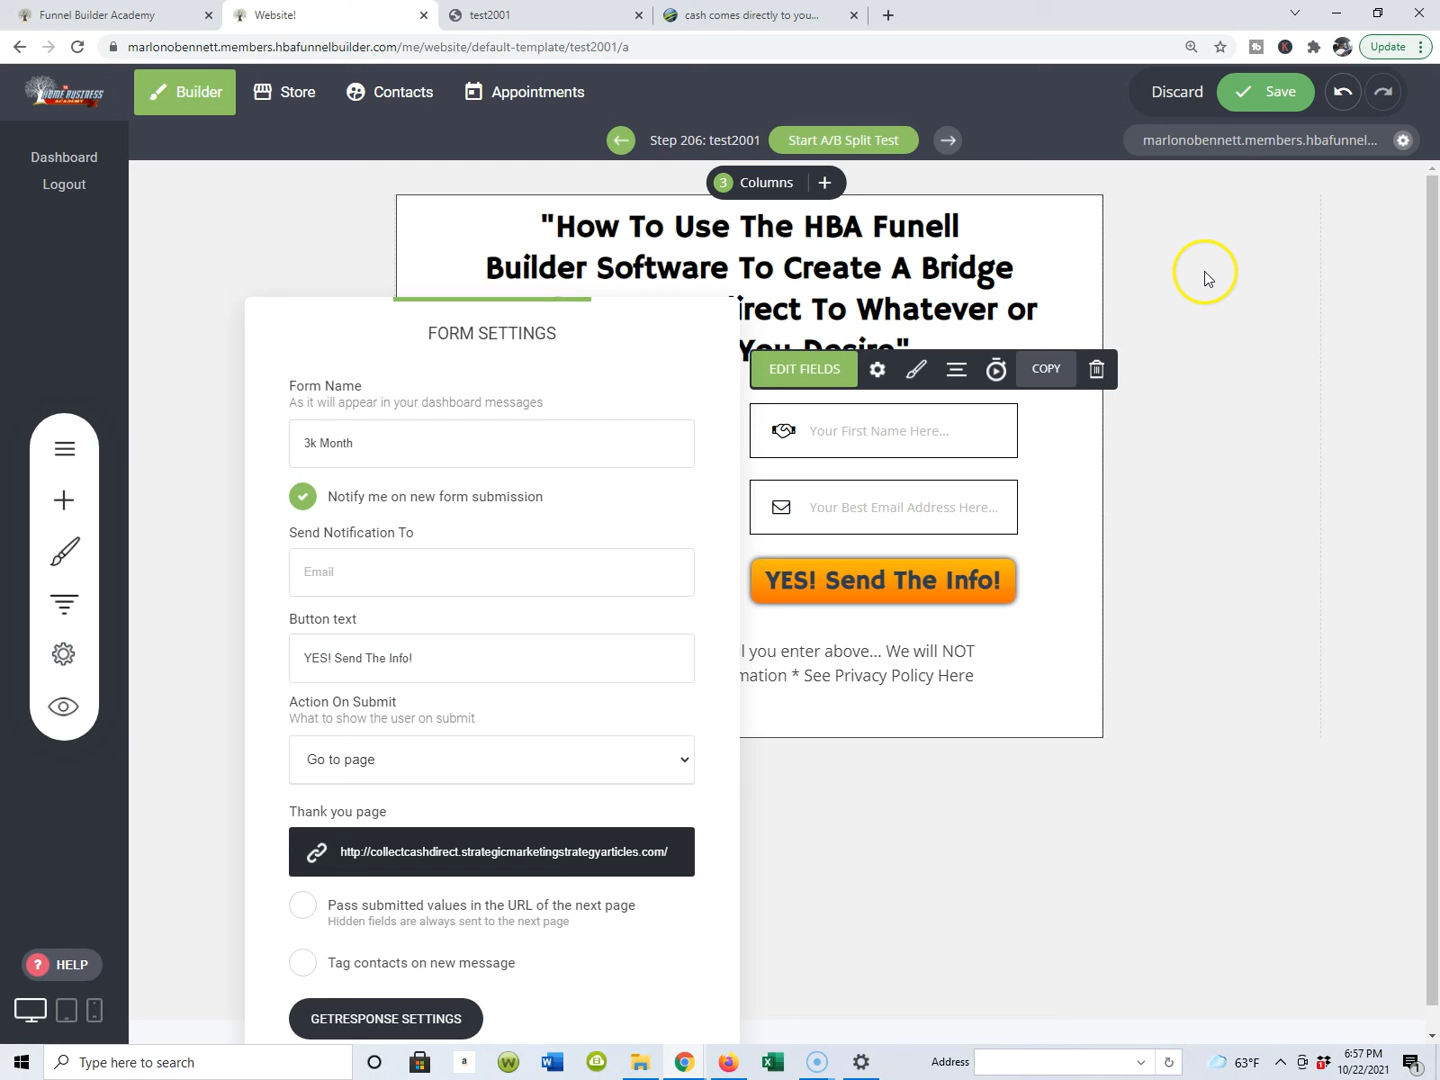 Funnel Builder Academy
Website!
test2001
cash comes directly to you...
marlonobennett.members.hbafunnelbuilder.com/me/website/default-template/test2001/a
K
Update
HOME BUSINESS
ACADEMY
Builder
Store
Contacts
Appointments
Discard
Save
Step 206: test2001
Start A/B Split Test
marlonobennett.members.hbafunnel...
Dashboard
Logout
3 Columns
"How To Use The HBA Funell
Builder Software To Create A Bridge
irect To Whatever or
You Desire"
FORM SETTINGS
EDIT FIELDS
COPY
Form Name
As it will appear in your dashboard messages
3k Month
Your First Name Here...
Notify me on new form submission
Send Notification To
Your Best Email Address Here...
Email
YES! Send The Info!
Button text
YES! Send The Info!
l you enter above... We will NOT
mation * See Privacy Policy Here
Action On Submit
What to show the user on submit
Go to page
Thank you page
http://collectcashdirect.strategicmarketingstrategyarticles.com/
Pass submitted values in the URL of the next page
Hidden fields are always sent to the next page
Tag contacts on new message
? HELP
GETRESPONSE SETTINGS
Type here to search
Address
63°F
6:57 PM
10/22/2021
1